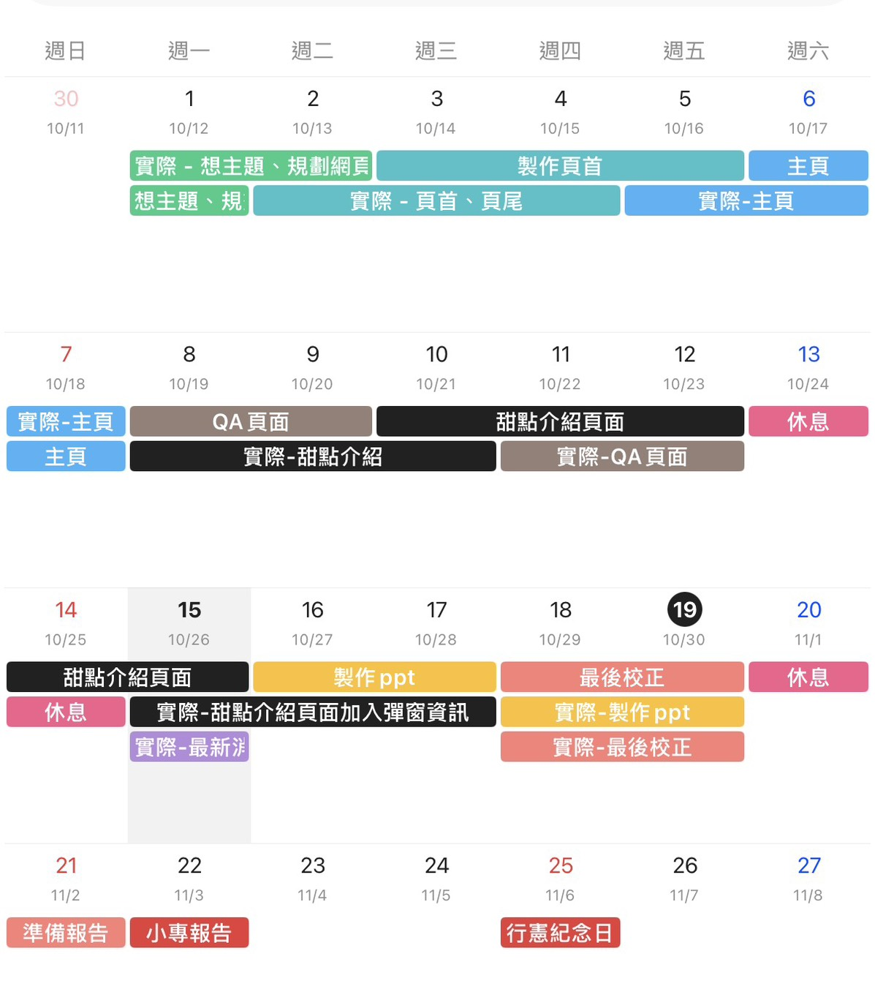 週日 週一 週二 週三 週四 週五 週六
30 1 2 3 4 5 6
10/11 10/12 10/13 10/14 10/15 10/16 10/17
實際 - 想主題、規劃網頁 製作頁首 主頁
想主題、規 實際 - 頁首、頁尾 實際-主頁
7 8 9 10 11 12 13
10/18 10/19 10/20 10/21 10/22 10/23 10/24
實際-主頁 QA頁面 甜點介紹頁面 休息
主頁 實際-甜點介紹 實際-QA頁面
14 15 16 17 18 19 20
10/25 10/26 10/27 10/28 10/29 10/30 11/1
甜點介紹頁面 製作ppt 最後校正 休息
休息 實際-甜點介紹頁面加入彈窗資訊 實際-製作ppt
實際-最新 實際-最後校正
21 22 23 24 25 26 27
11/2 11/3 11/4 11/5 11/6 11/7 11/8
準備報告 小專報告 行憲紀念日